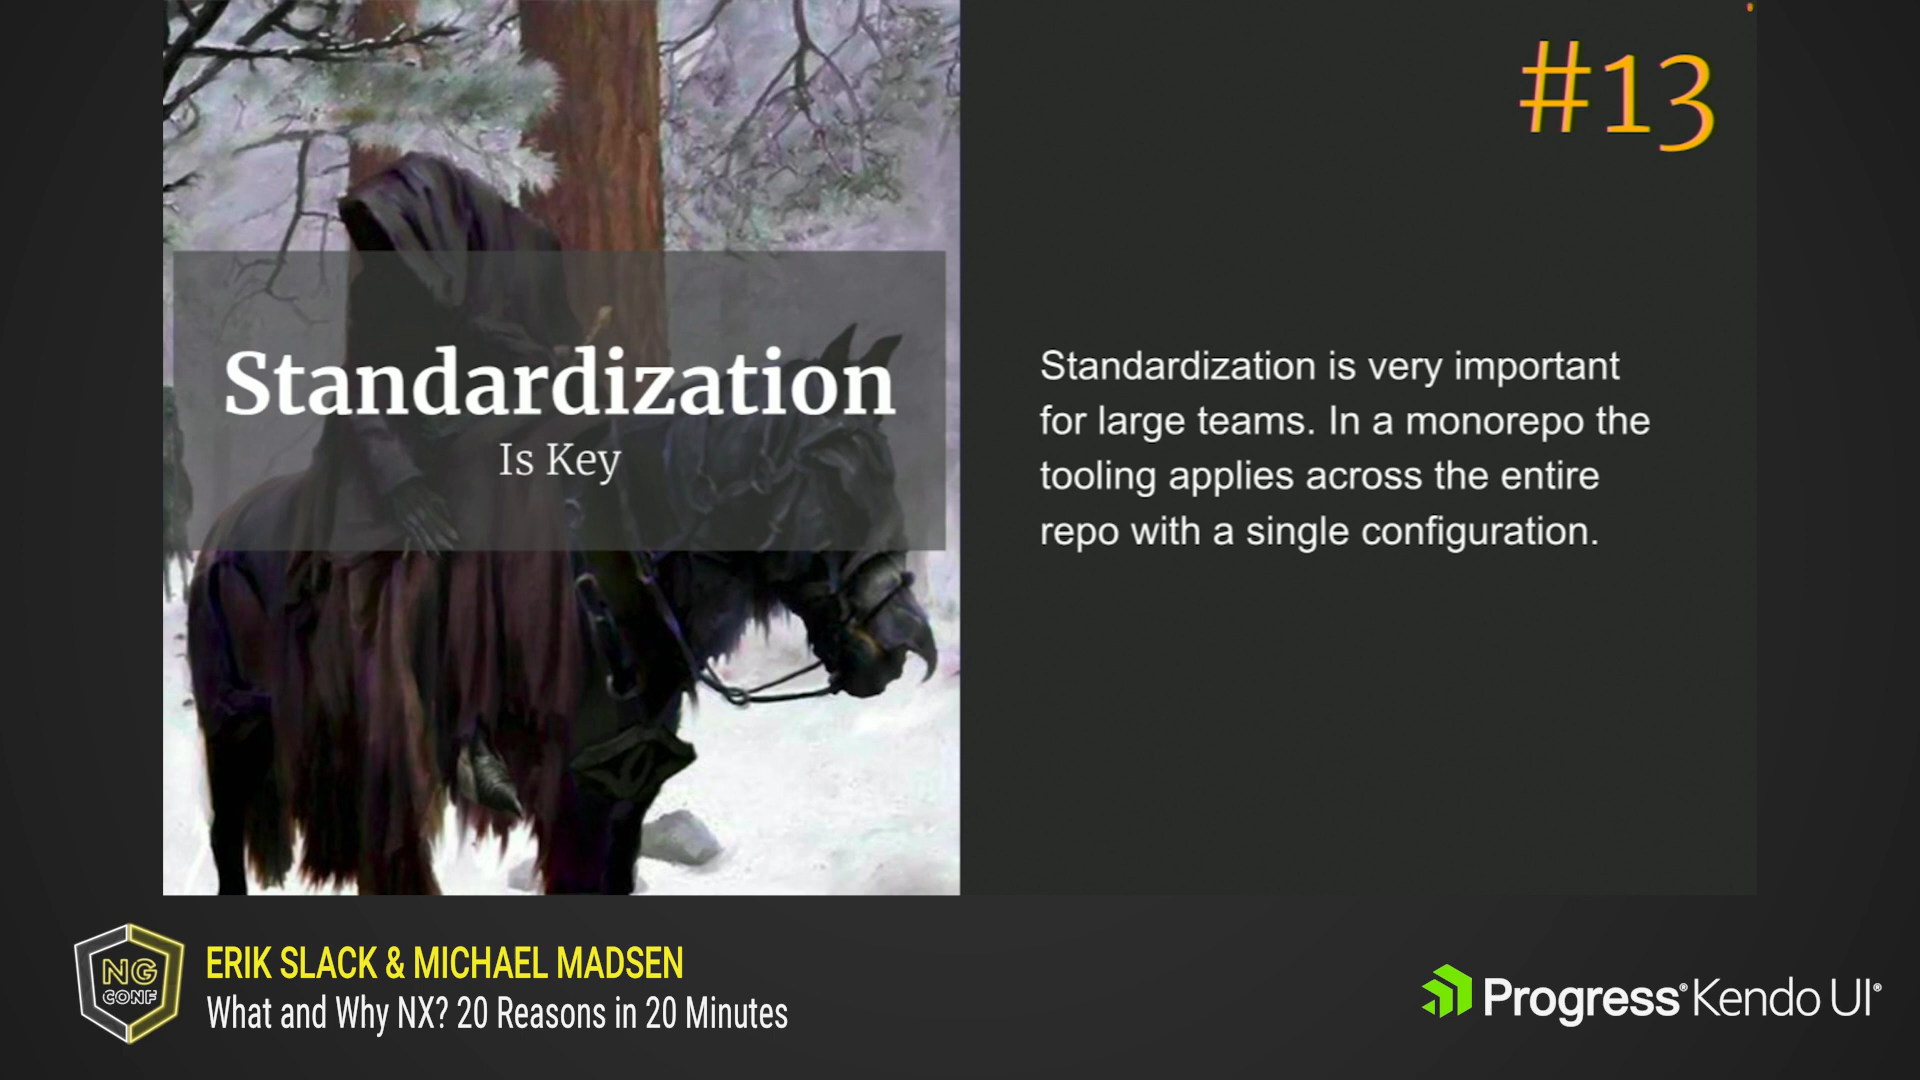 #13
Standardization
Is Key
Standardization is very important
for large teams. In a monorepo the
tooling applies across the entire
repo with a single configuration.
NG
CONF
ERIK SLACK & MICHAEL MADSEN
What and Why NX? 20 Reasons in 20 Minutes
Progress® Kendo UI®